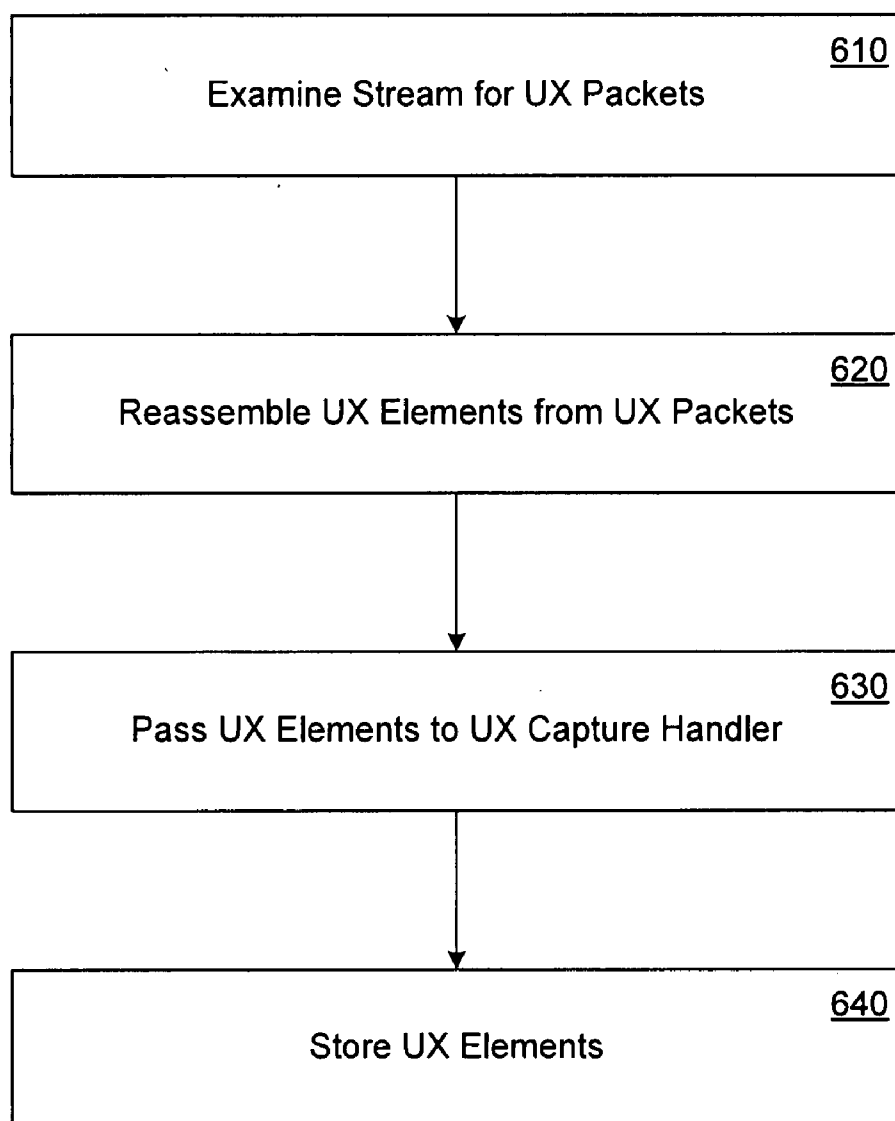 610
Examine Stream for UX Packets
620
Reassemble UX Elements from UX Packets
630
Pass UX Elements to UX Capture Handler
640
Store UX Elements